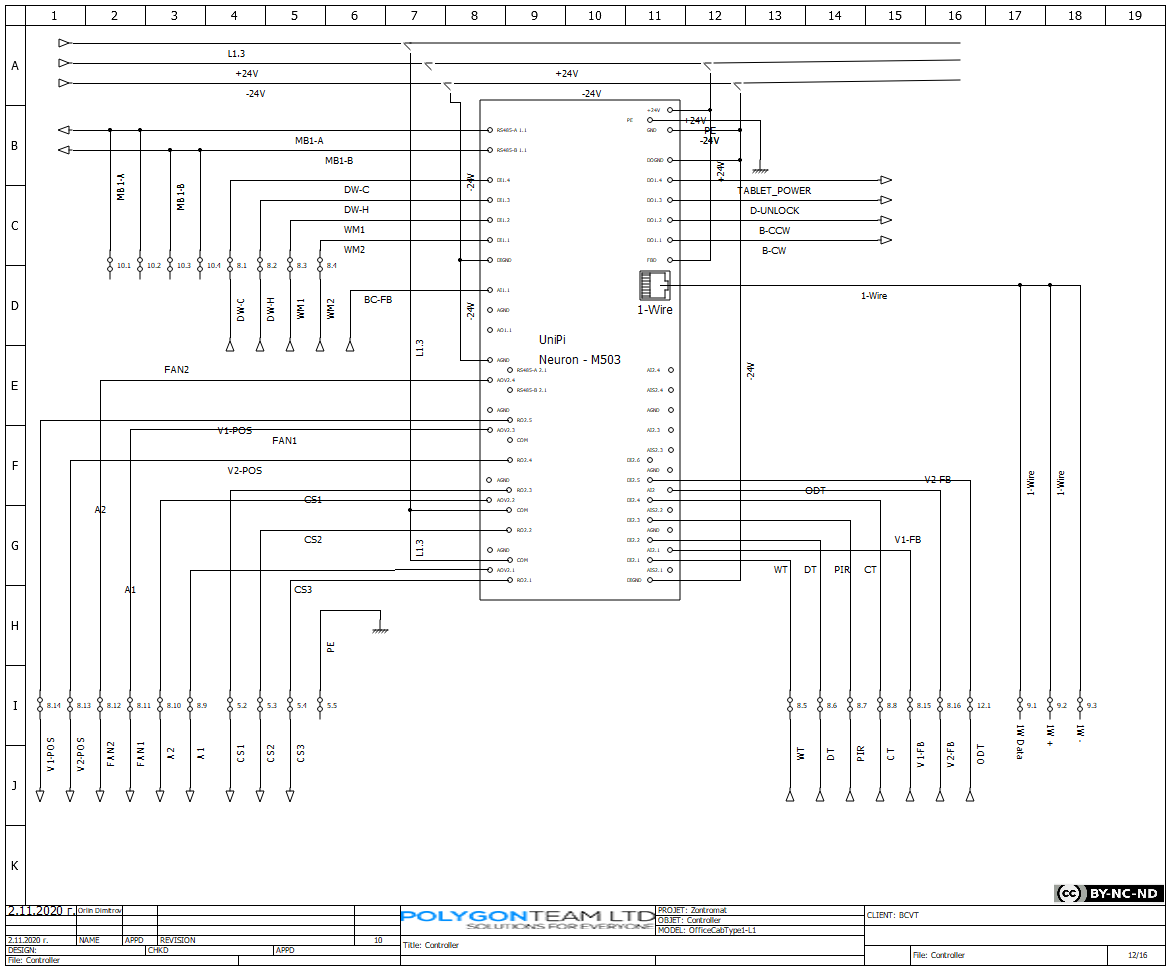 1 2 3 4 5 6 7 8 9 10 11 12 13 14 15 16 17 18 19
A
L1.3
+24V +24V
-24V -24V
B
MB1-A
MB1-B
RS485-A 1.1
RS485-B 1.1
+24V
PE
GND
+24V
PE
-24V
DOGND
MB1-A
MB1-B
-24V
+24V
C
DW-C
DW-H
WM1
WM2
DI1.4
DI1.3
DI1.2
DI1.1
DO1.4
DO1.3
DO1.2
DO1.1
TABLET_POWER
D-UNLOCK
B-CCW
B-CW
10.1 10.2 10.3 10.4 8.1 8.2 8.3 8.4
DIGND
D
DW-C
DW-H
WM1
WM2
BC-FB
AI1.1
AGND
AO1.1
-24V
1-Wire
1-Wire
UniPi
Neuron - M503
L1.3
-24V
E
FAN2
AGND
RS485-A 2.1
AOV2.4
RS485-B 2.1
AGND
AI2.4
AIS2.4
AGND
F
V1-POS
FAN1
V2-POS
RO2.5
AOV2.3
COM
RO2.4
AGND
AI2.3
AIS2.3
DI2.6
AGND
DI2.5
V2-FB
1-Wire
1-Wire
CS1
A2
RO2.3
AOV2.2
COM
AI2
DI2.4
AIS2.2
DI2.3
ODT
G
CS2
L1.3
RO2.2
AGND
COM
AOV2.1
RO2.1
AGND
DI2.2
AI2.1
DI2.1
AIS2.1
DIGND
V1-FB
WT DT PIR CT
A1
CS3
H
PE
I
8.14 8.13 8.12 8.11 8.10 8.9 5.2 5.3 5.4 5.5 8.5 8.6 8.7 8.8 8.15 8.16 12.1 9.1 9.2 9.3
J
V1-POS
V2-POS
FAN2
FAN1
A2
A1
CS1
CS2
CS3
WT
DT
PIR
CT
V1-FB
V2-FB
ODT
1W Data
1W +
1W -
K
cc BY-NC-ND
2.11.2020 г. Orlin Dimitrov
2.11.2020 г. NAME APPD REVISION 10
DESIGN: CHKD APPD
File: Controller
POLYGONTEAM LTD
SOLUTIONS FOR EVERYONE
Title: Controller
PROJET: Zontromat
OBJET: Controller
MODEL: OfficeCabType1-L1
CLIENT: BCVT
File: Controller
12/16